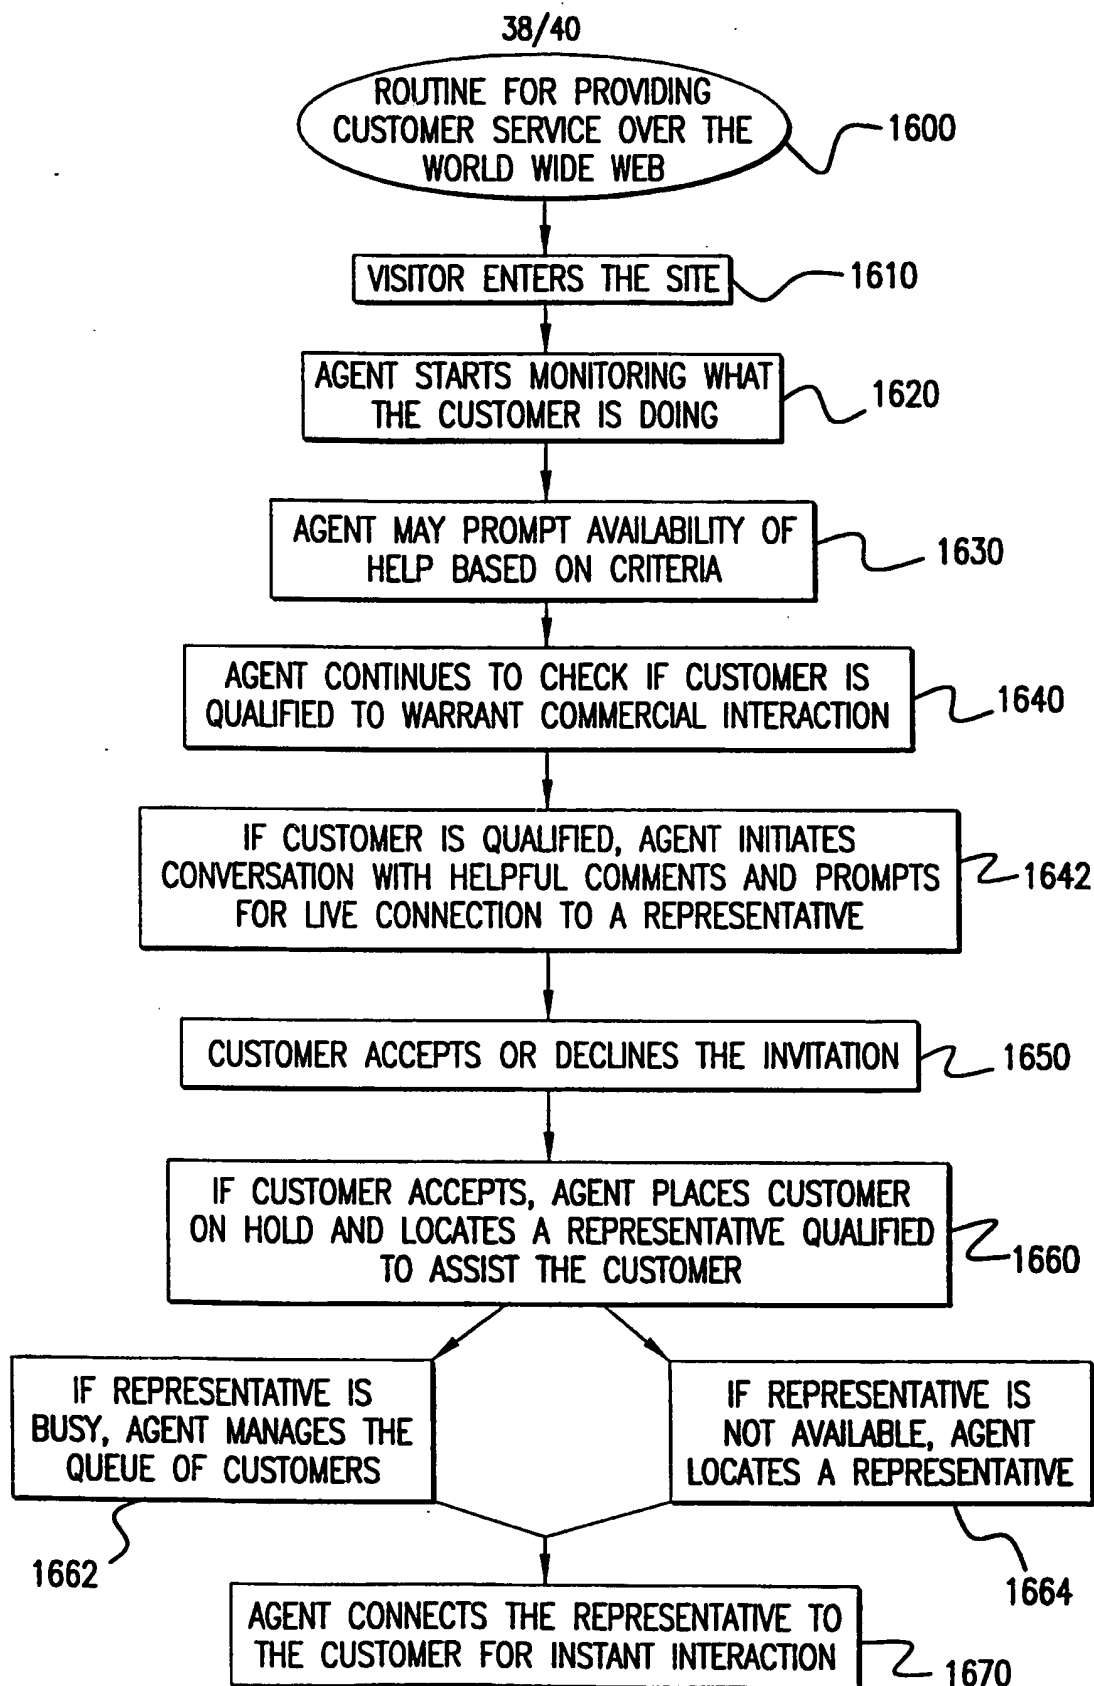 38/40
ROUTINE FOR PROVIDING
CUSTOMER SERVICE OVER THE
WORLD WIDE WEB
1600
VISITOR ENTERS THE SITE
1610
AGENT STARTS MONITORING WHAT
THE CUSTOMER IS DOING
1620
AGENT MAY PROMPT AVAILABILITY OF
HELP BASED ON CRITERIA
1630
AGENT CONTINUES TO CHECK IF CUSTOMER IS
QUALIFIED TO WARRANT COMMERCIAL INTERACTION
1640
IF CUSTOMER IS QUALIFIED, AGENT INITIATES
CONVERSATION WITH HELPFUL COMMENTS AND PROMPTS
FOR LIVE CONNECTION TO A REPRESENTATIVE
1642
CUSTOMER ACCEPTS OR DECLINES THE INVITATION
1650
IF CUSTOMER ACCEPTS, AGENT PLACES CUSTOMER
ON HOLD AND LOCATES A REPRESENTATIVE QUALIFIED
TO ASSIST THE CUSTOMER
1660
IF REPRESENTATIVE IS
BUSY, AGENT MANAGES THE
QUEUE OF CUSTOMERS
1662
IF REPRESENTATIVE IS
NOT AVAILABLE, AGENT
LOCATES A REPRESENTATIVE
1664
AGENT CONNECTS THE REPRESENTATIVE TO
THE CUSTOMER FOR INSTANT INTERACTION
1670